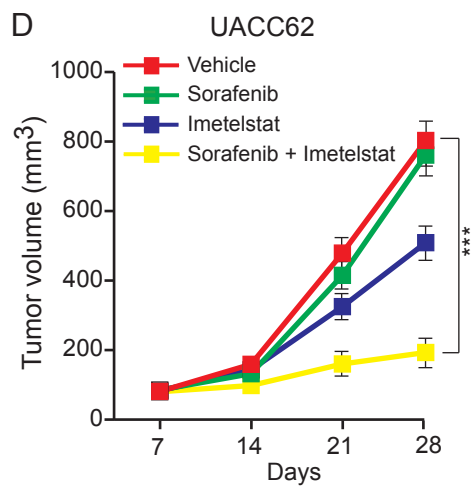 D
UACC62
Vehicle
Sorafenib
Imetelstat
Sorafenib + Imetelstat
Tumor volume (mm³)
1000
800
600
400
200
0
***
7 14 21 28
Days